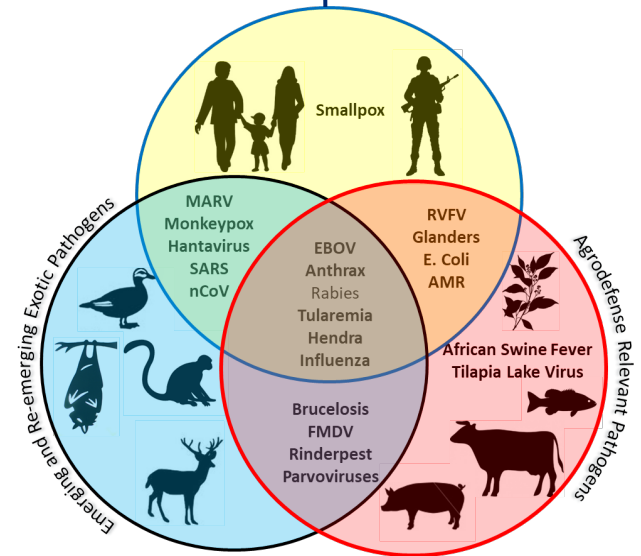 Smallpox
MARV
Monkeypox
Hantavirus
SARS
nCoV
RVFV
Glanders
E. Coli
AMR
EBOV
Anthrax
Rabies
Tularemia
Hendra
Influenza
African Swine Fever
Tilapia Lake Virus
Brucelosis
FMDV
Rinderpest
Parvoviruses
Emerging and Re-emerging Exotic Pathogens
Agrodefense Relevant Pathogens